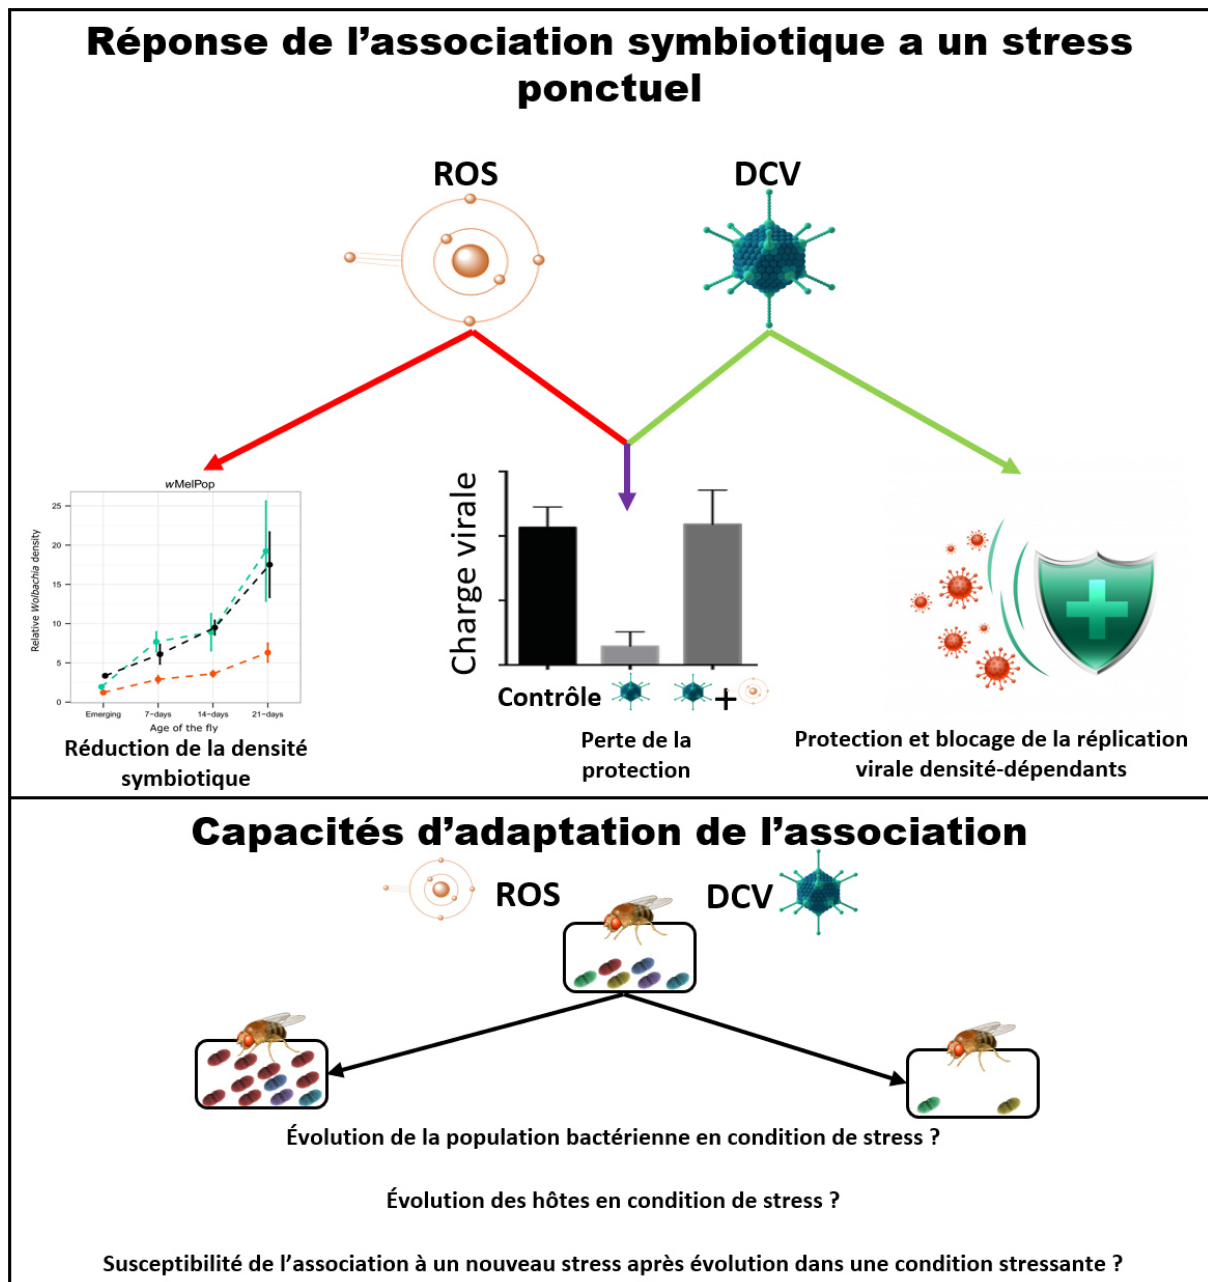 Réponse de l’association symbiotique a un stress
ponctuel
ROS
DCV
wMelPop
Relative Wolbachia density
25
20
15
10
5
0
Emerging 7-days 14-days 21-days
Age of the fly
Réduction de la densité
symbiotique
Charge virale
Contrôle
+
Perte de la
protection
Protection et blocage de la réplication
virale densité-dépendants
Capacités d’adaptation de l’association
ROS
DCV
Évolution de la population bactérienne en condition de stress ?
Évolution des hôtes en condition de stress ?
Susceptibilité de l’association à un nouveau stress après évolution dans une condition stressante ?